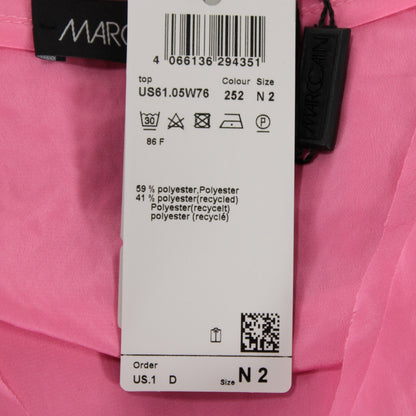 MARC
MARCCAIN
4 066136 294351
top Colour Size
US61.05W76 252 N 2
30 P
86 F
59 % polyester,Polyester
41 % polyester(recycled)
Polyester(recycelt)
polyester (recyclé)
Order
US.1 D Size N 2